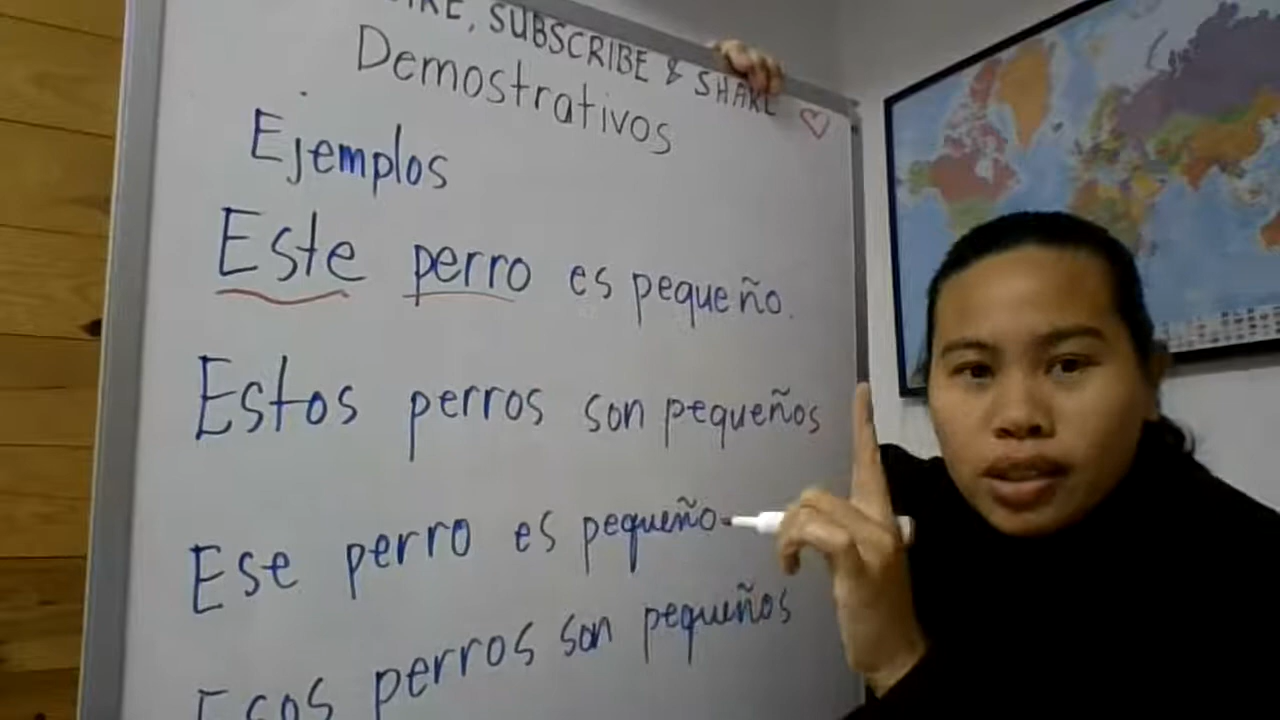 SUBSCRIBE & SHARE
Demostrativos
Ejemplos
Este perro es pequeño.
Estos perros son pequeños
Ese perro es pequeño
Esos perros son pequeños